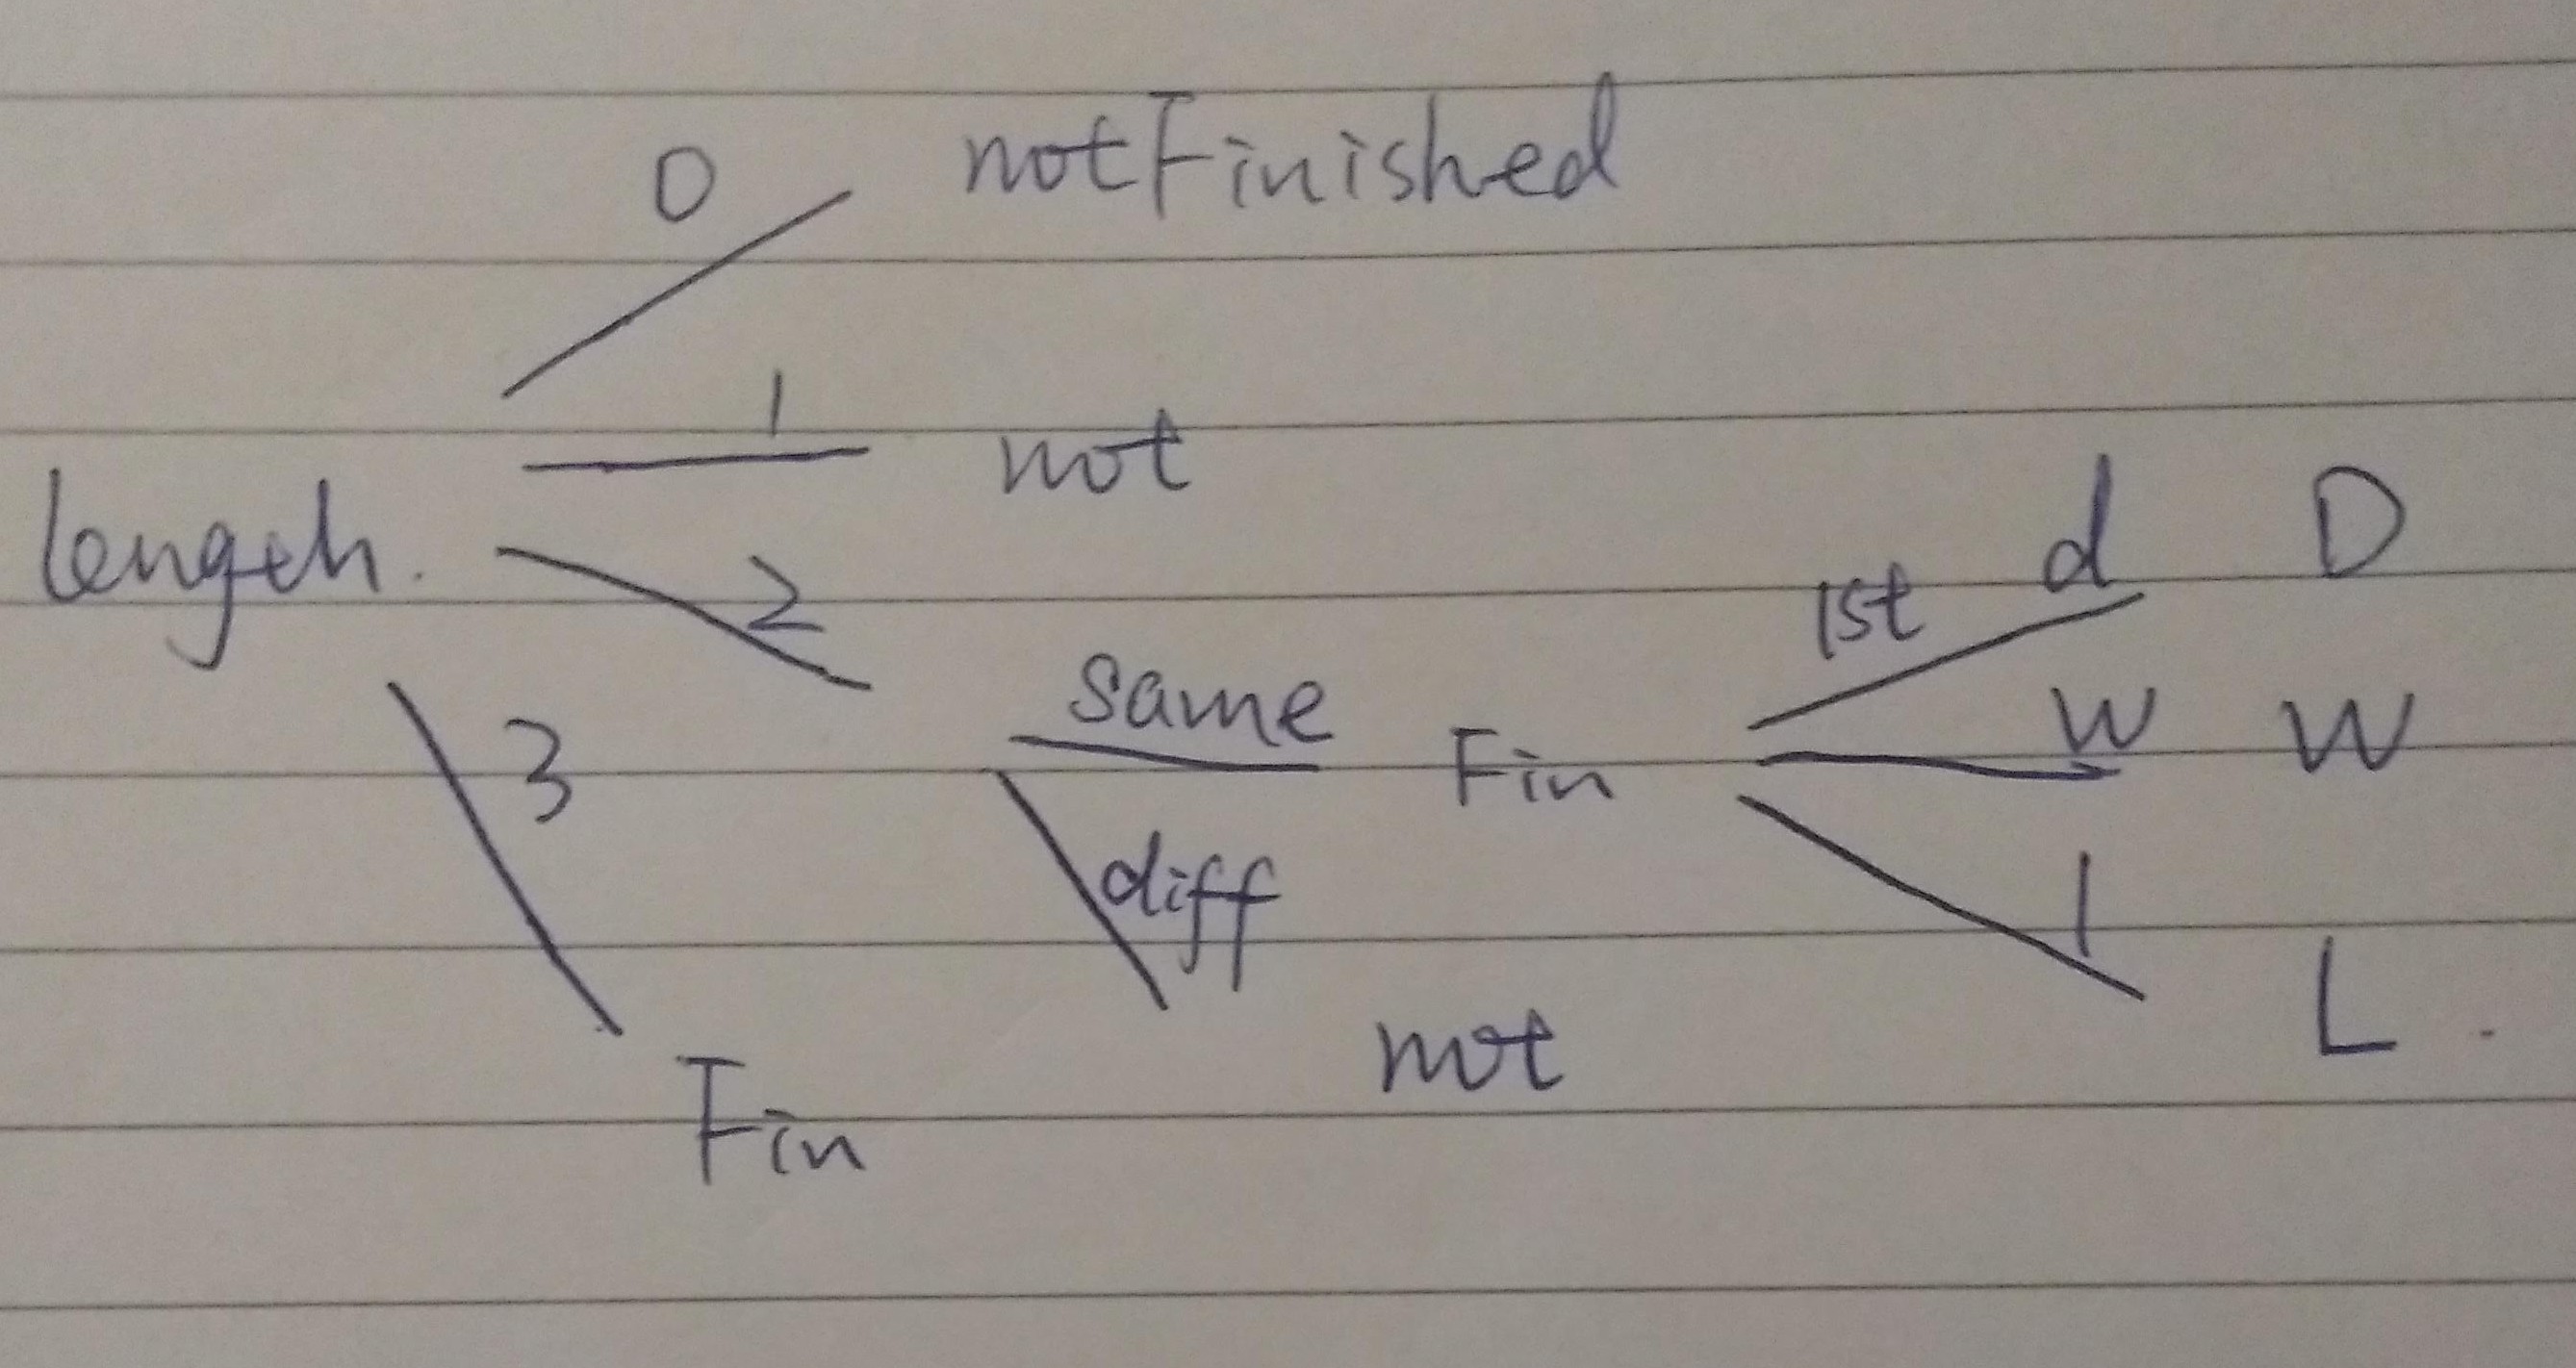 0 notFinished
1 not
length.
2
3
same Fin
diff
not
Fin
1st d D
w W
l L.